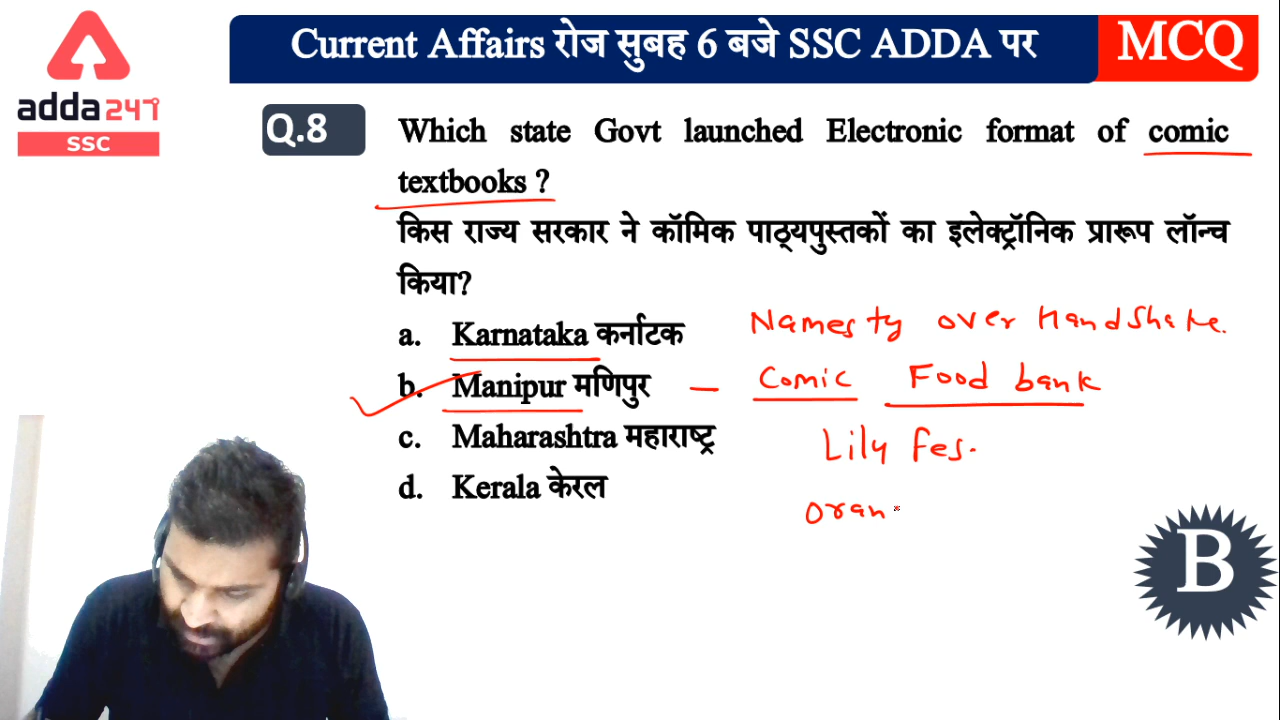 adda247
SSC
Current Affairs रोज सुबह 6 बजे SSC ADDA पर
MCQ
Q.8
Which state Govt launched Electronic format of comic
textbooks ?
किस राज्य सरकार ने कॉमिक पाठ्यपुस्तकों का इलेक्ट्रॉनिक प्रारूप लॉन्च
किया?
a. Karnataka कर्नाटक
Namesty over HandShake.
b. Manipur मणिपुर – Comic Food bank
c. Maharashtra महाराष्ट्र
Lily Fes.
d. Kerala केरल
oran
B